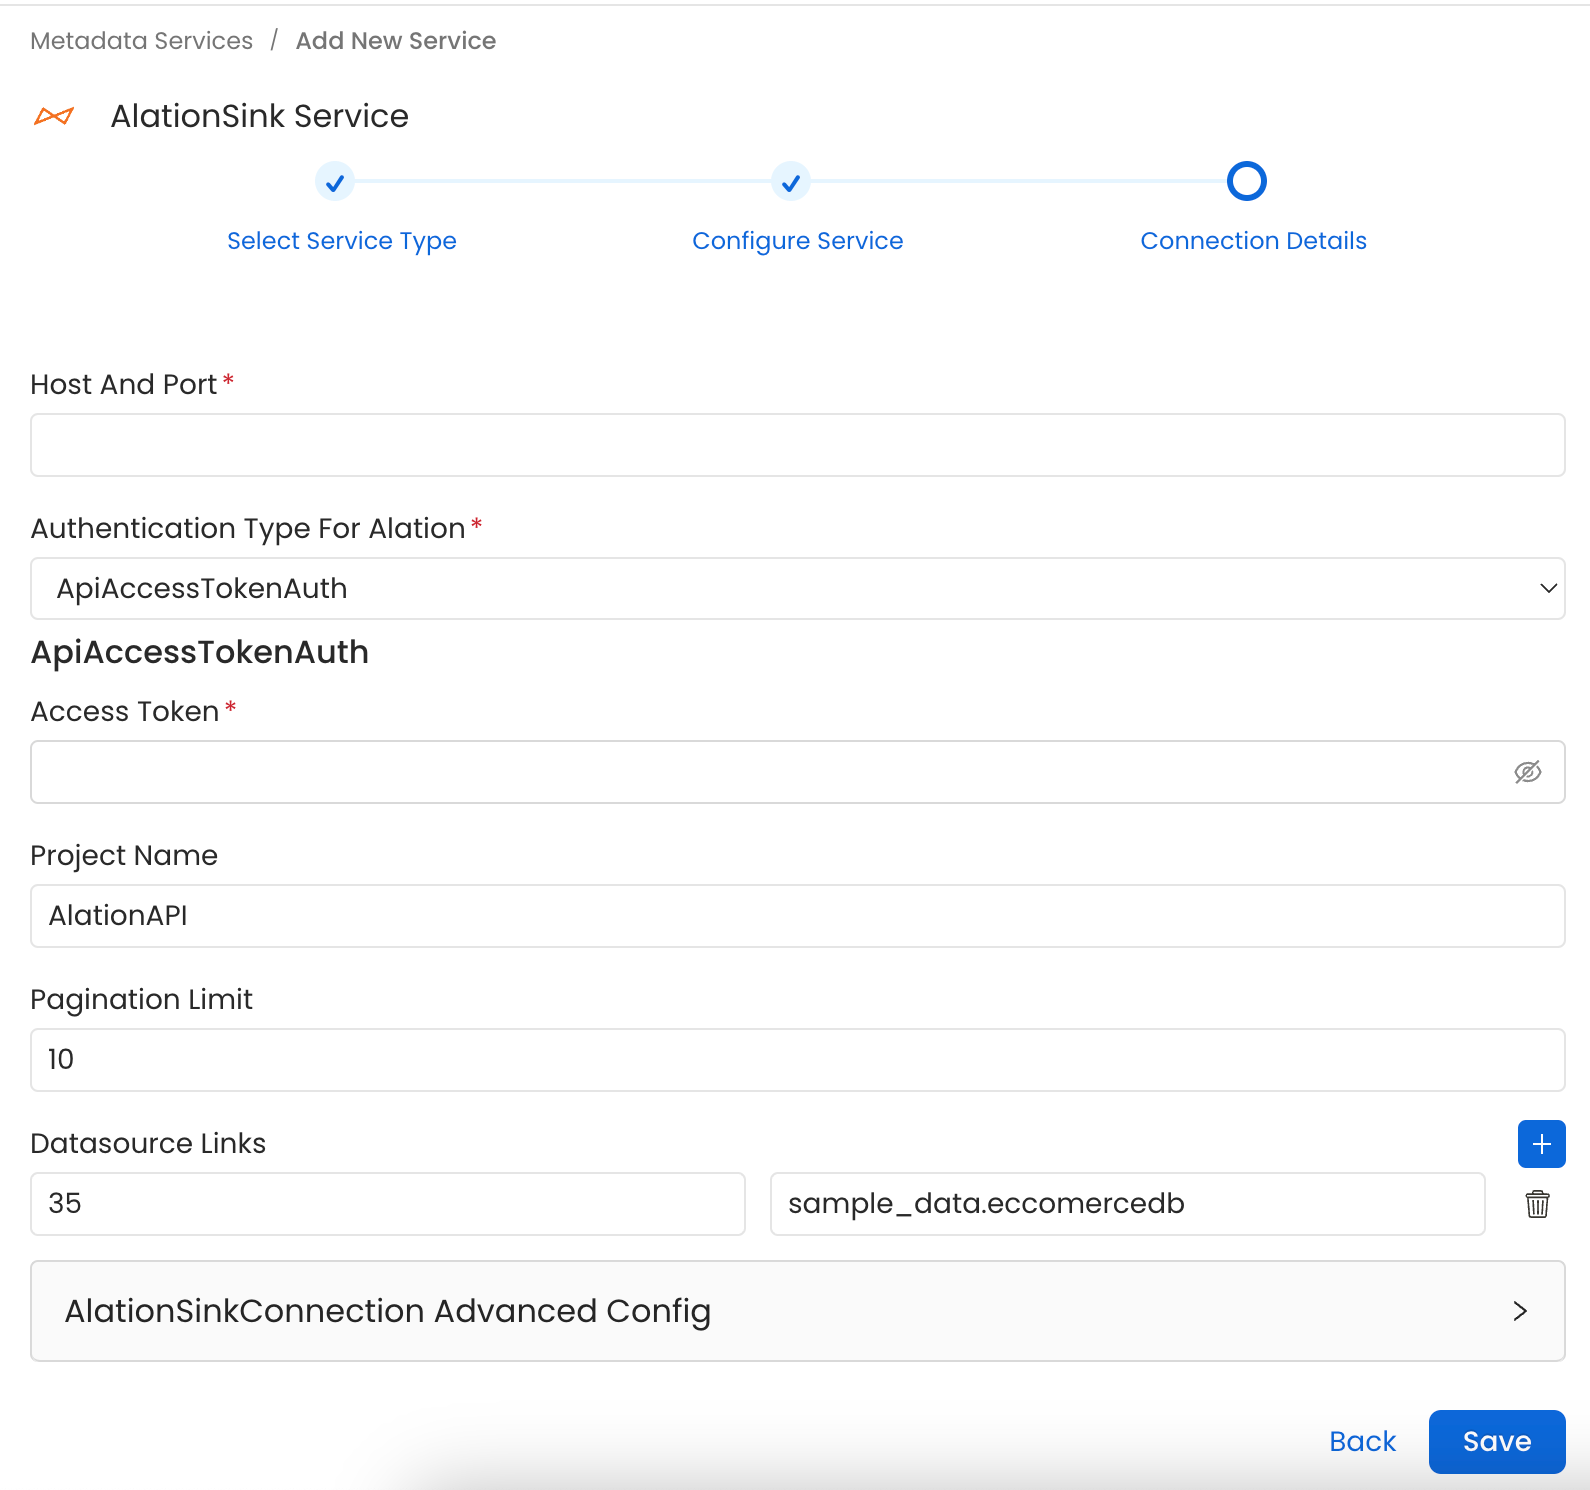 Metadata Services / Add New Service
AlationSink Service
Select Service Type Configure Service Connection Details
Host And Port*
Authentication Type For Alation*
ApiAccessTokenAuth
ApiAccessTokenAuth
Access Token*
Project Name
AlationAPI
Pagination Limit
10
Datasource Links
35 sample_data.eccomercedb
AlationSinkConnection Advanced Config
Back Save